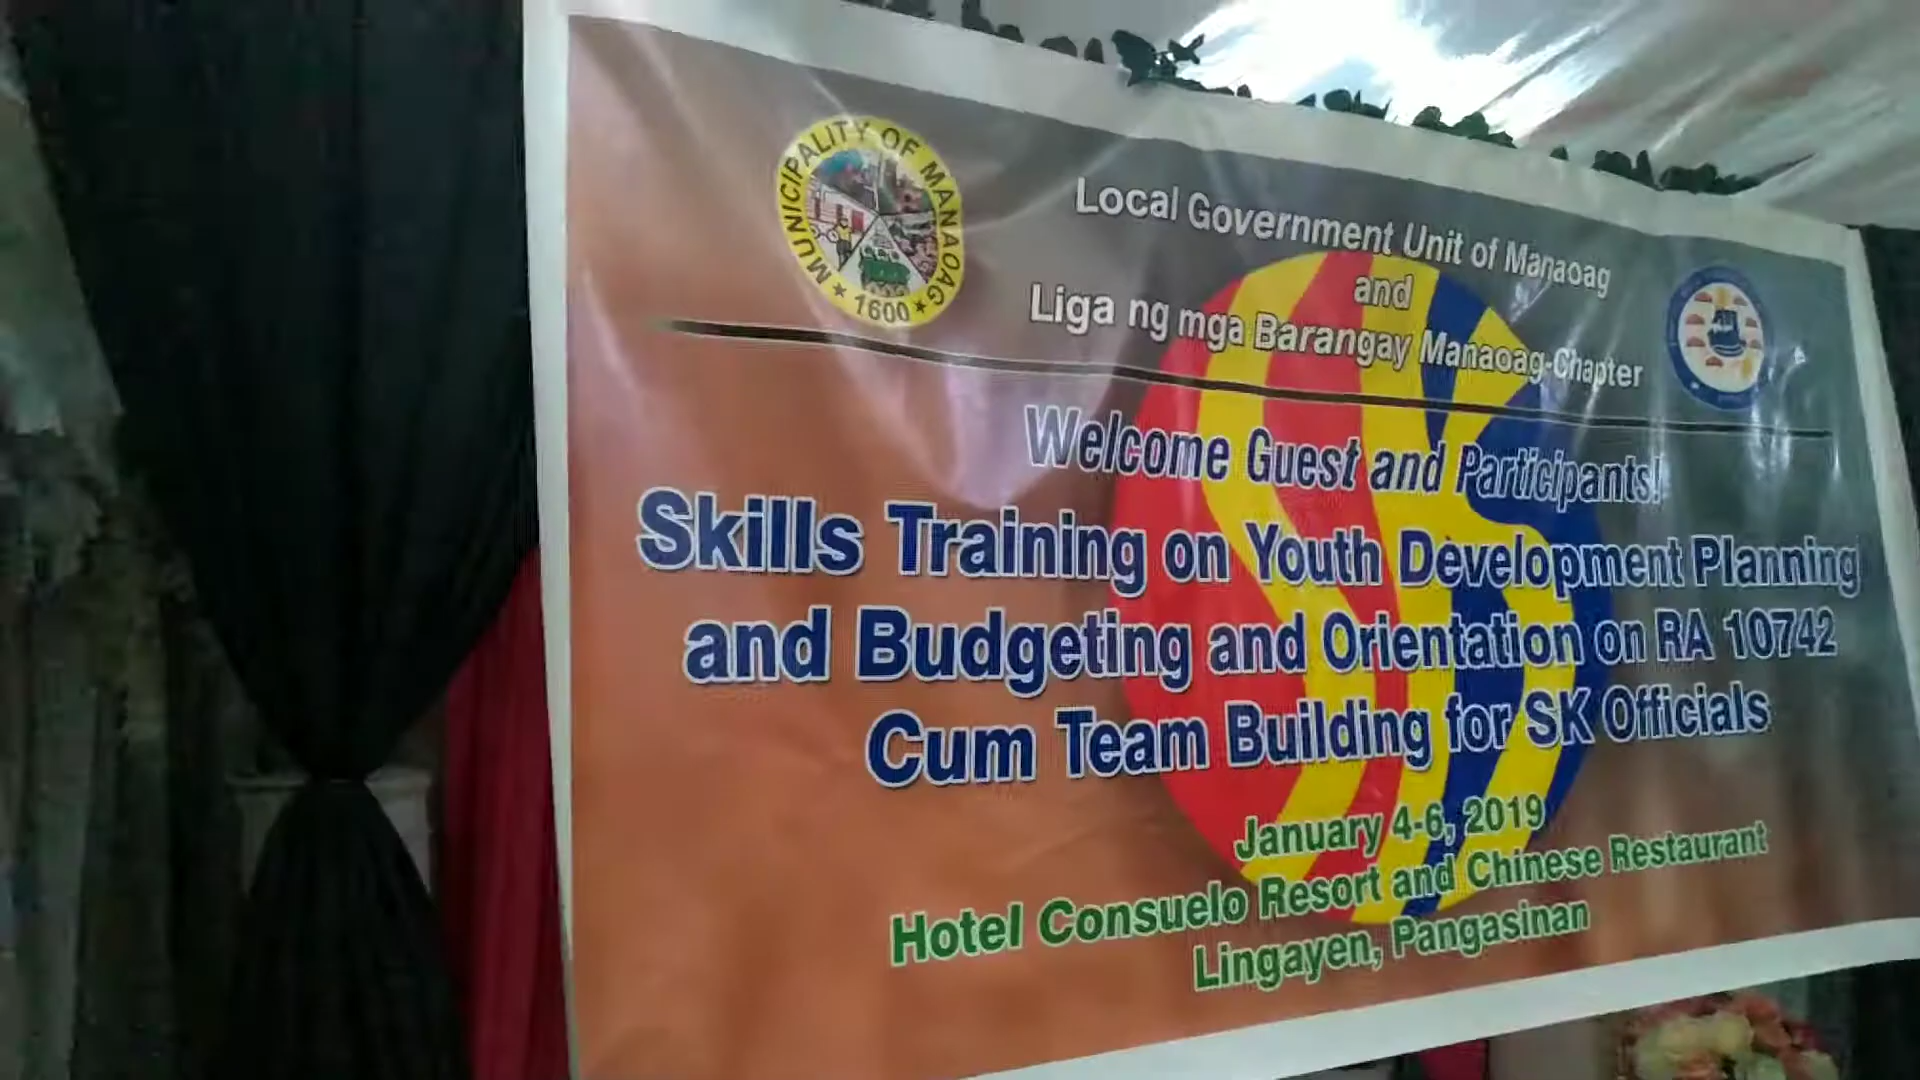 MUNICIPALITY OF MANAOAG
★ 1600 ★
Local Government Unit of Manaoag
and
Liga ng mga Barangay Manaoag-Chapter
Welcome Guest and Participants!
Skills Training on Youth Development Planning
and Budgeting and Orientation on RA 10742
Cum Team Building for SK Officials
January 4-6, 2019
Hotel Consuelo Resort and Chinese Restaurant
Lingayen, Pangasinan